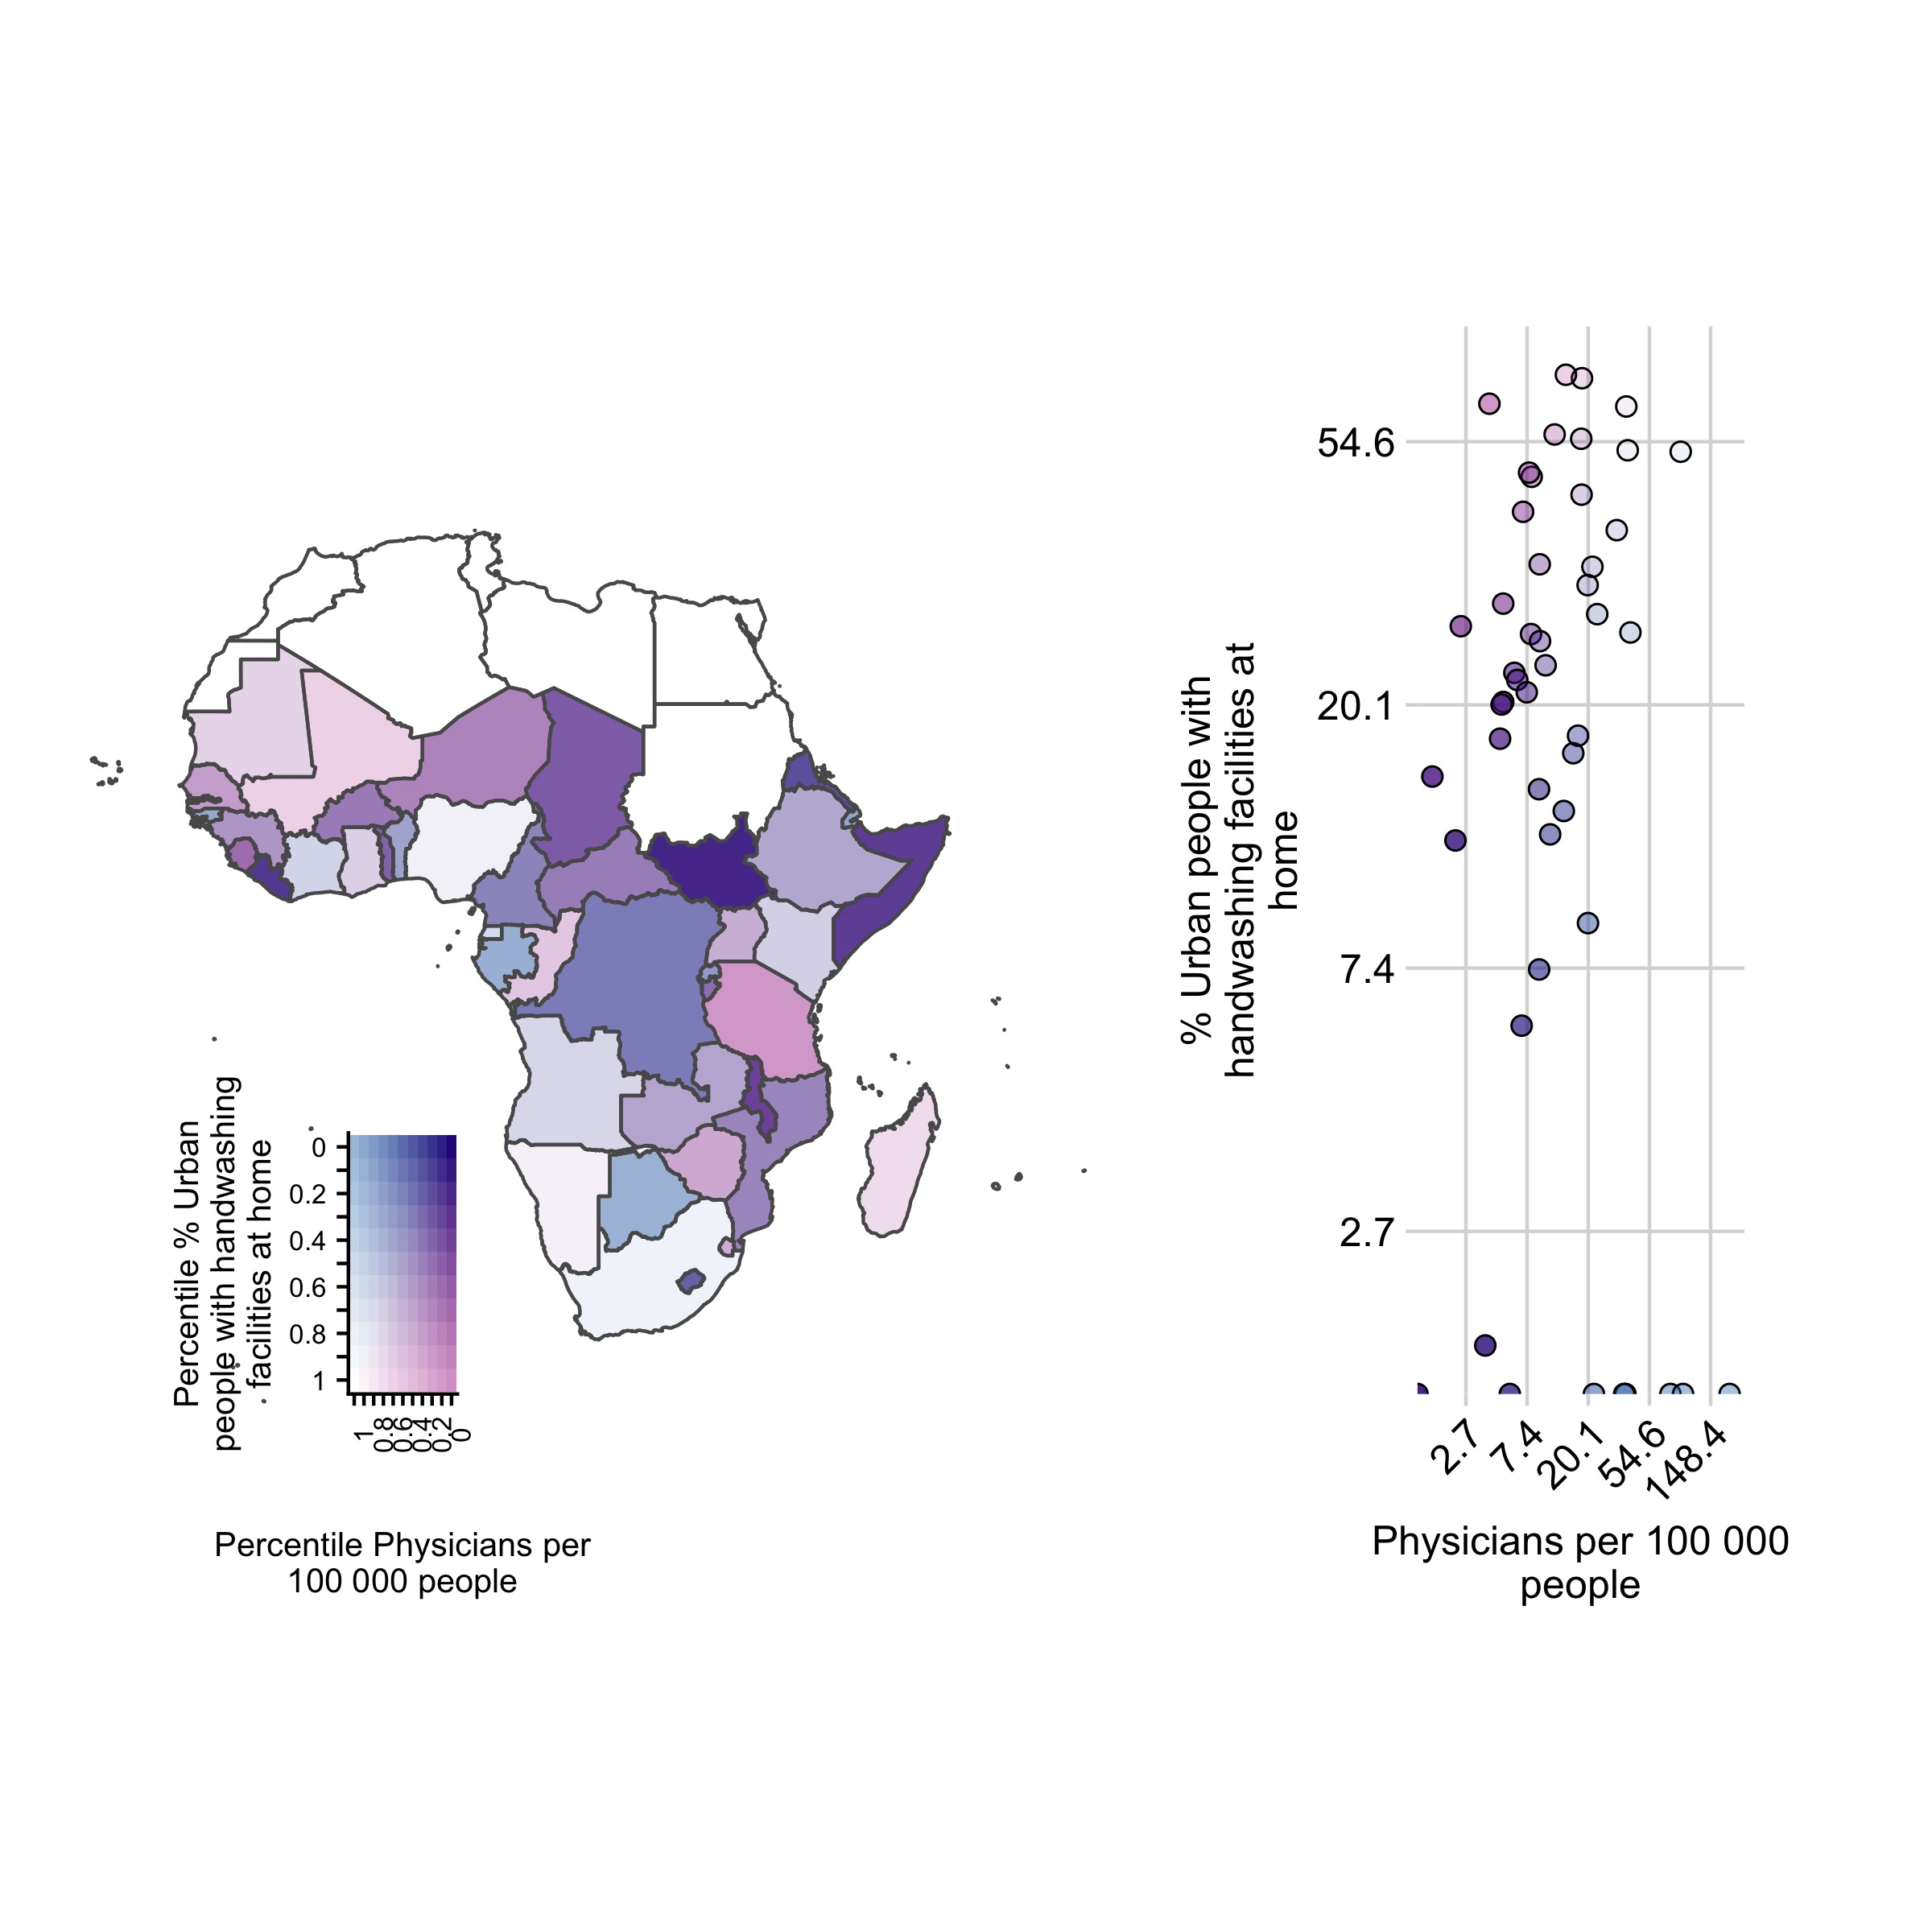 Percentile % Urban
people with handwashing
facilities at home
0
0.2
0.4
0.6
0.8
1
1
0.8
0.6
0.4
0.2
0
Percentile Physicians per
100 000 people
% Urban people with
handwashing facilities at
home
54.6
20.1
7.4
2.7
2.7
7.4
20.1
54.6
148.4
Physicians per 100 000
people